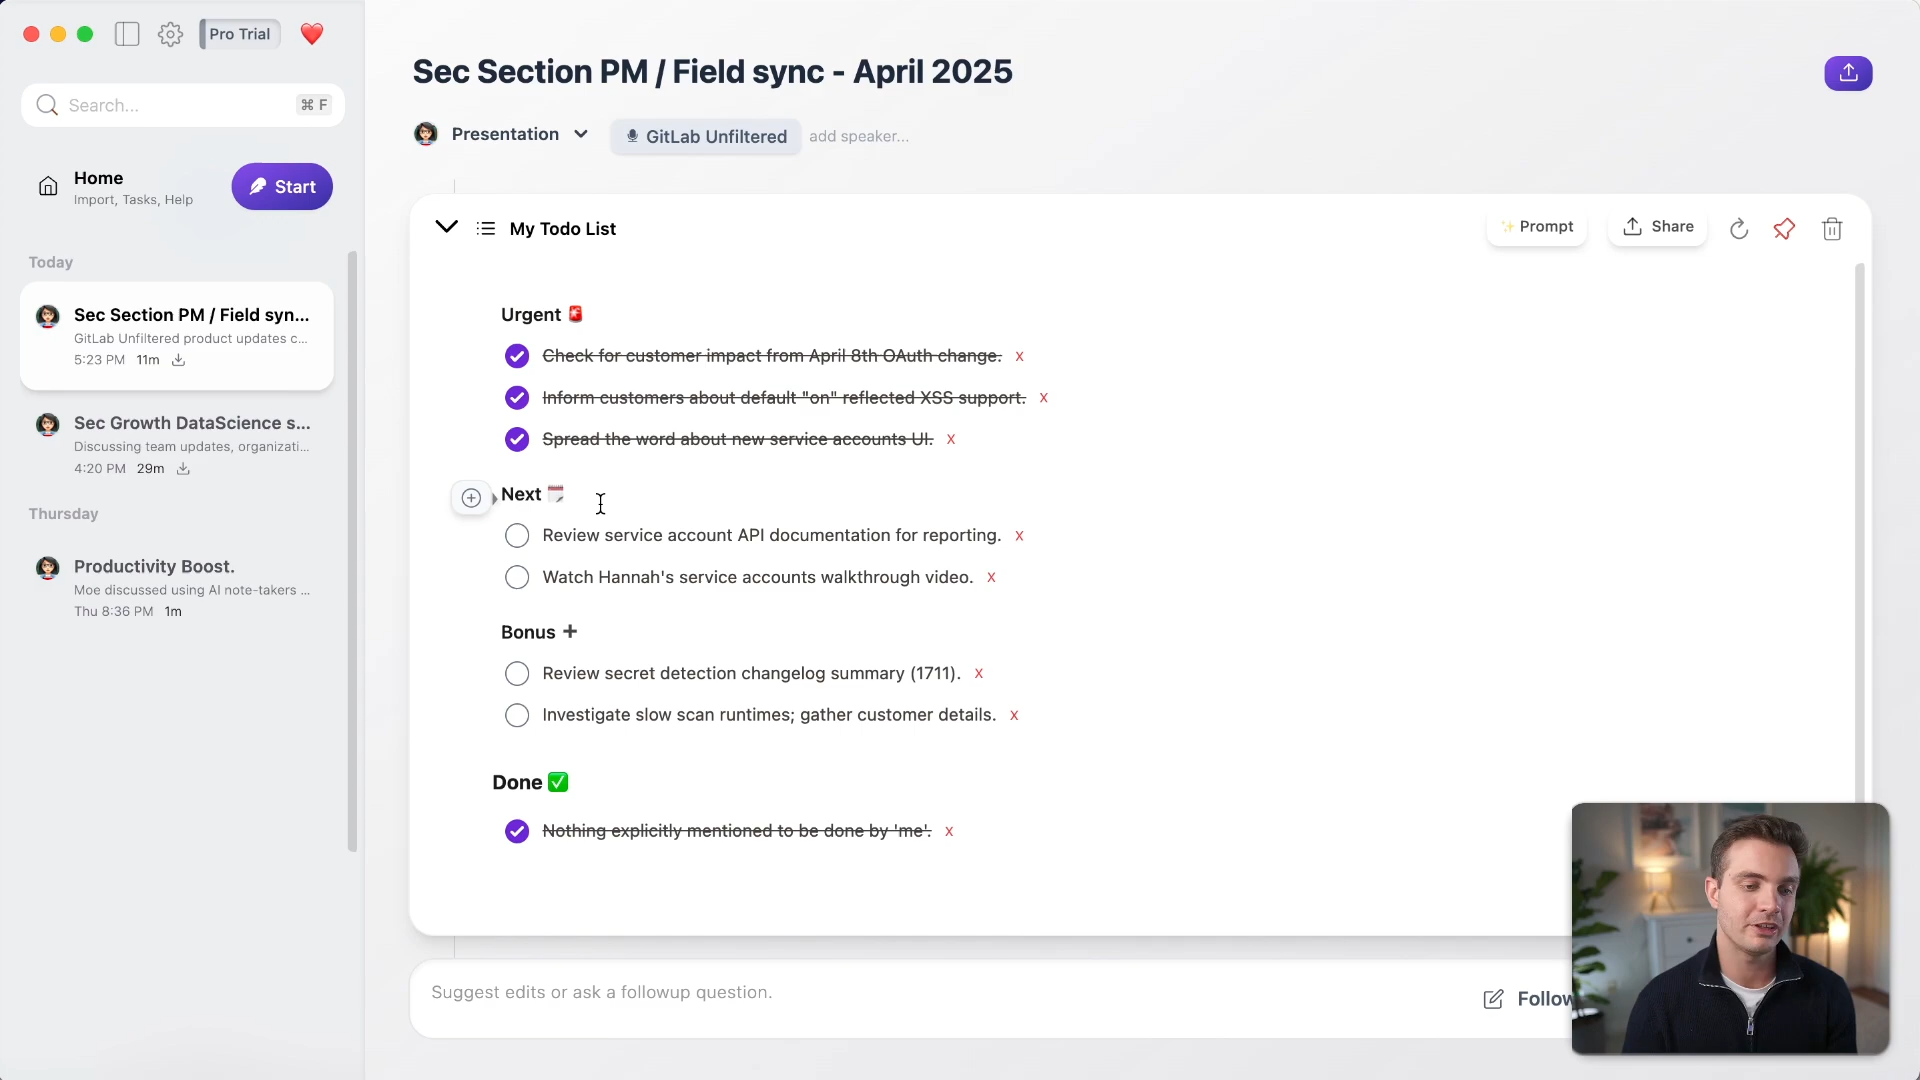 Pro Trial
Search...
⌘ F
Home
Import, Tasks, Help
Start
Today
Sec Section PM / Field syn...
GitLab Unfiltered product updates c...
5:23 PM 11m
Sec Growth DataScience s...
Discussing team updates, organizati...
4:20 PM 29m
Thursday
Productivity Boost.
Moe discussed using AI note-takers ...
Thu 8:36 PM 1m
Sec Section PM / Field sync - April 2025
Presentation
GitLab Unfiltered
add speaker...
My Todo List
Prompt
Share
Urgent 🚨
Check for customer impact from April 8th OAuth change. x
Inform customers about default "on" reflected XSS support. x
Spread the word about new service accounts UI. x
Next 🗒️
Review service account API documentation for reporting. x
Watch Hannah's service accounts walkthrough video. x
Bonus ➕
Review secret detection changelog summary (1711). x
Investigate slow scan runtimes; gather customer details. x
Done ✅
Nothing explicitly mentioned to be done by 'me'. x
Suggest edits or ask a followup question.
Follow